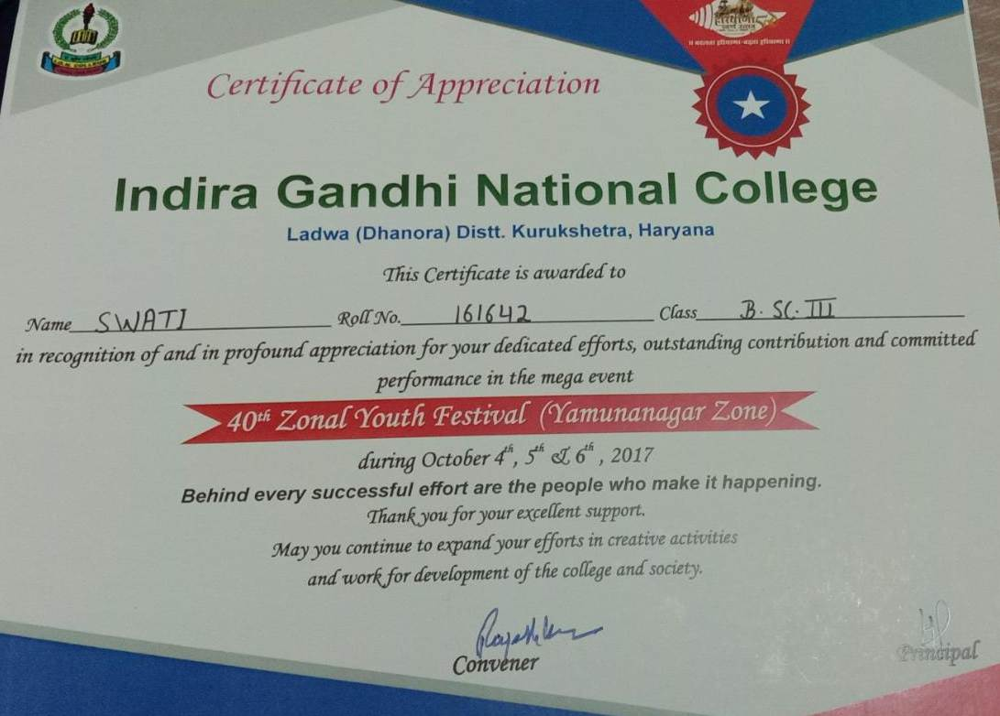 हरियाणा
Certificate of Appreciation
Indira Gandhi National College
Ladwa (Dhanora) Distt. Kurukshetra, Haryana
This Certificate is awarded to
Name SWATI Roll No. 161642 Class B. SC. III
in recognition of and in profound appreciation for your dedicated efforts, outstanding contribution and committed
performance in the mega event
40th Zonal Youth Festival (Yamunanagar Zone)
during October 4th, 5th & 6th, 2017
Behind every successful effort are the people who make it happening.
Thank you for your excellent support.
May you continue to expand your efforts in creative activities
and work for development of the college and society.
Convener
Principal